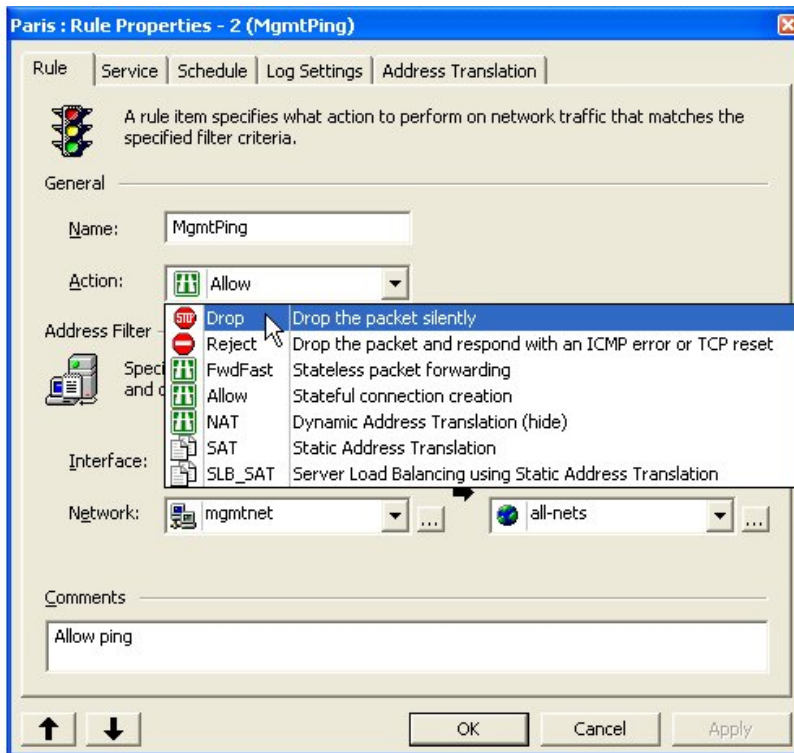 Paris : Rule Properties - 2 (MgmtPing)
Rule Service Schedule Log Settings Address Translation
A rule item specifies what action to perform on network traffic that matches the
specified filter criteria.
General
Name: MgmtPing
Action: Allow
STOP Drop Drop the packet silently
Address Filter
Reject Drop the packet and respond with an ICMP error or TCP reset
Speci FwdFast Stateless packet forwarding
and Allow Stateful connection creation
NAT Dynamic Address Translation (hide)
SAT Static Address Translation
Interface:
SLB_SAT Server Load Balancing using Static Address Translation
Network: mgmtnet ... all-nets ...
Comments
Allow ping
OK Cancel Apply